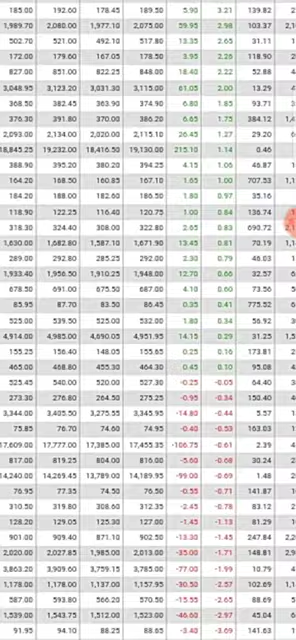 185.00 192.60 178.45 189.50 5.90 3.21 139.82
1,989.70 2,080.00 1,977.10 2,075.00 59.95 2.98 103.37
502.70 521.00 492.10 517.80 13.35 2.65 31.11
172.00 179.60 167.05 178.50 3.95 2.26 118.90
827.00 851.00 822.25 848.00 18.40 2.22 52.88
3,048.95 3,123.20 3,031.30 3,115.00 61.05 2.00 13.29
368.50 382.45 363.90 374.90 6.80 1.85 93.71
376.30 391.80 370.00 386.20 6.65 1.75 384.12
2,093.00 2,134.00 2,020.00 2,115.10 26.45 1.27 29.20
18,845.25 19,232.00 18,416.50 19,130.00 215.10 1.14 0.46
388.90 395.20 380.20 394.25 4.15 1.06 46.87
164.20 168.50 160.85 167.10 1.65 1.00 707.53
184.20 188.00 182.60 186.50 1.80 0.97 35.16
118.90 122.25 116.40 120.75 1.00 0.84 136.74
318.30 324.40 308.00 322.80 2.65 0.83 690.72
1,630.00 1,682.80 1,587.10 1,671.90 13.45 0.81 70.19
289.00 292.80 285.25 292.00 2.30 0.79 46.03
1,933.40 1,956.50 1,910.25 1,948.00 12.70 0.66 32.57
678.50 691.00 675.50 687.00 4.10 0.60 73.56
85.95 87.70 83.50 86.45 0.35 0.41 775.52
525.00 539.50 525.00 532.00 1.80 0.34 56.92
4,914.00 4,985.00 4,690.05 4,951.95 14.15 0.29 31.25
155.25 156.40 148.05 155.65 0.25 0.16 173.81
465.00 468.80 455.30 464.30 0.45 0.10 95.08
525.45 540.00 520.00 527.30 -0.25 -0.05 64.40
273.30 276.80 264.50 275.25 -0.95 -0.34 150.40
3,344.00 3,405.50 3,275.55 3,345.95 -14.80 -0.44 5.57
75.85 76.70 74.60 74.95 -0.40 -0.53 163.03
17,609.00 17,777.00 17,385.00 17,455.35 -106.75 -0.61 2.39
817.00 819.25 804.00 816.00 -5.60 -0.68 30.24
14,240.00 14,269.45 13,789.00 14,189.95 -99.00 -0.69 1.48
76.95 77.35 74.50 76.50 -0.55 -0.71 141.87
310.50 319.80 308.60 312.35 -2.45 -0.78 83.12
128.20 129.05 125.30 127.00 -1.45 -1.13 81.29
901.00 909.40 871.10 902.50 -13.30 -1.45 247.84
2,020.00 2,027.85 1,985.00 2,013.00 -35.00 -1.71 148.81
3,863.20 3,909.60 3,759.15 3,785.00 -77.00 -1.99 10.79
1,178.00 1,178.00 1,137.00 1,157.95 -30.50 -2.57 102.69
587.00 593.80 566.20 570.50 -15.55 -2.65 88.69
1,539.00 1,543.75 1,512.00 1,523.00 -46.60 -2.97 45.04
91.95 94.10 88.25 88.65 -3.40 -3.69 141.63